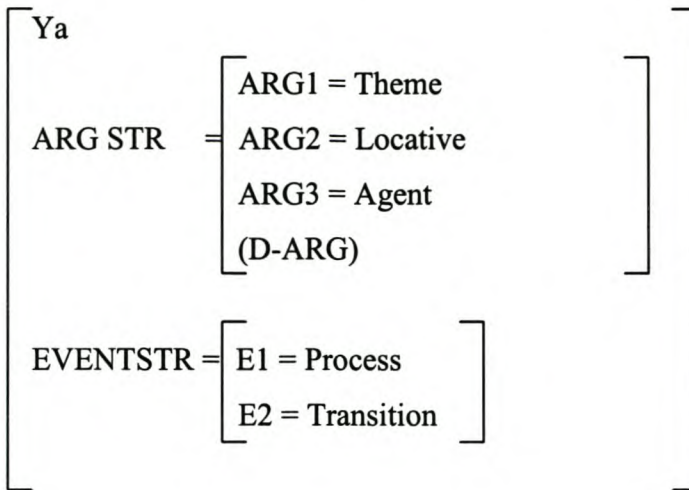 Ya
ARG1 = Theme
ARG STR = ARG2 = Locative
ARG3 = Agent
(D-ARG)
EVENTSTR = E1 = Process
E2 = Transition